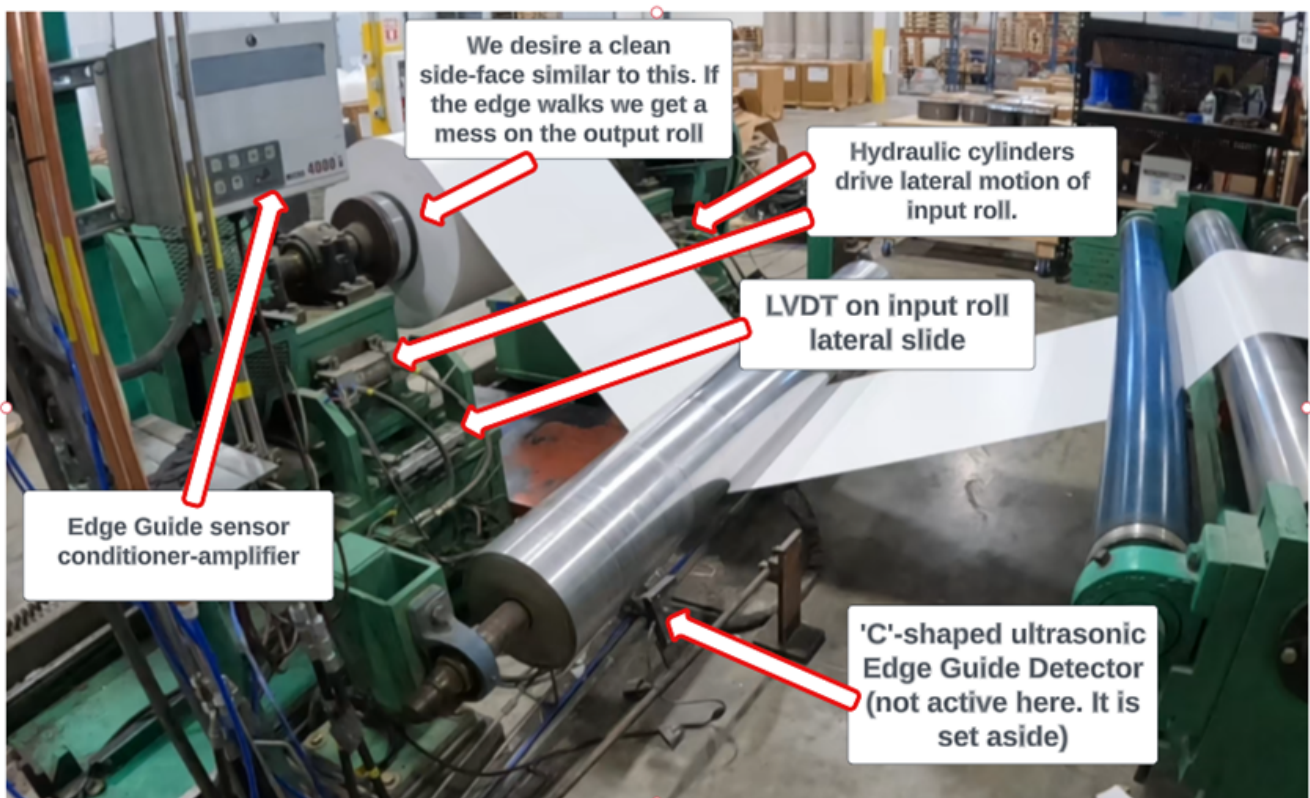 We desire a clean
side-face similar to this. If
the edge walks we get a
mess on the output roll
Hydraulic cylinders
drive lateral motion of
input roll.
LVDT on input roll
lateral slide
4000
Edge Guide sensor
conditioner-amplifier
'C'-shaped ultrasonic
Edge Guide Detector
(not active here. It is
set aside)